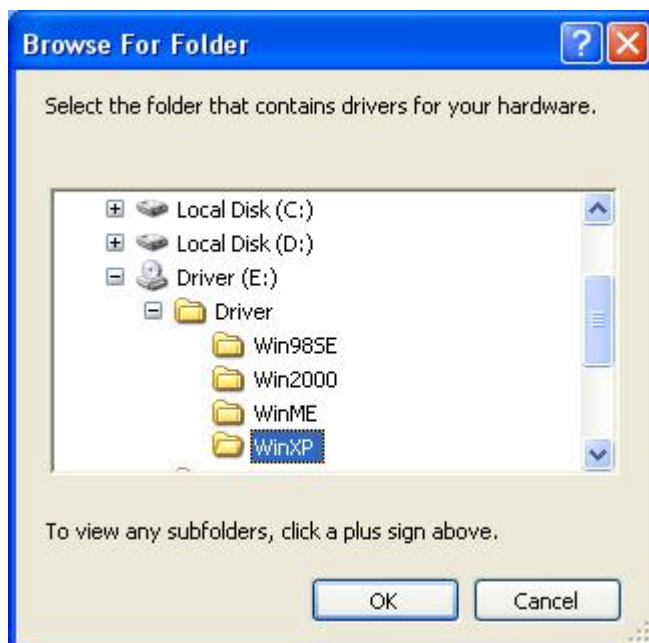 Browse For Folder
Select the folder that contains drivers for your hardware.
Local Disk (C:)
Local Disk (D:)
Driver (E:)
Driver
Win98SE
Win2000
WinME
WinXP
To view any subfolders, click a plus sign above.
OK Cancel